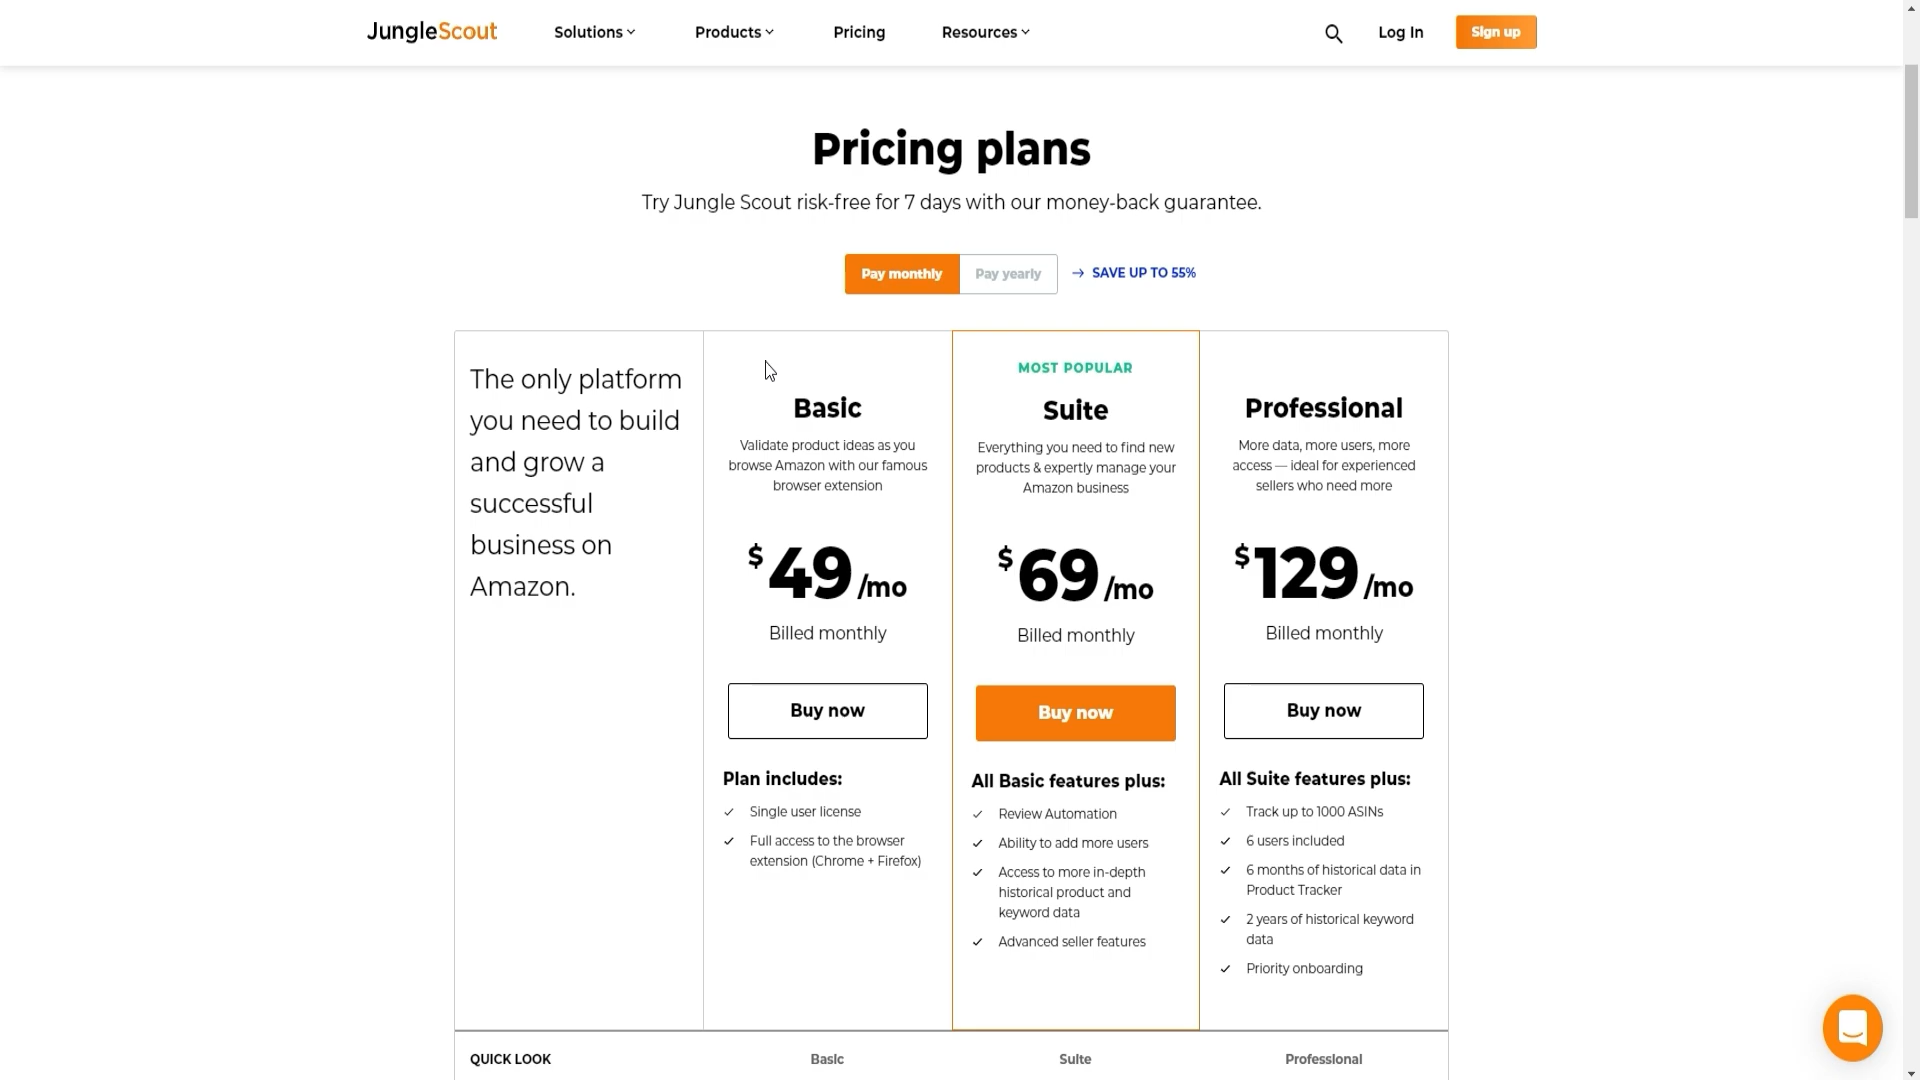 JungleScout Solutions Products Pricing Resources Log In Sign up
Pricing plans
Try Jungle Scout risk-free for 7 days with our money-back guarantee.
Pay monthly Pay yearly → SAVE UP TO 55%
The only platform
you need to build
and grow a
successful
business on
Amazon.
Basic
Validate product ideas as you
browse Amazon with our famous
browser extension
$49/mo
Billed monthly
Buy now
Plan includes:
Single user license
Full access to the browser
extension (Chrome + Firefox)
MOST POPULAR
Suite
Everything you need to find new
products & expertly manage your
Amazon business
$69/mo
Billed monthly
Buy now
All Basic features plus:
Review Automation
Ability to add more users
Access to more in-depth
historical product and
keyword data
Advanced seller features
Professional
More data, more users, more
access — ideal for experienced
sellers who need more
$129/mo
Billed monthly
Buy now
All Suite features plus:
Track up to 1000 ASINs
6 users included
6 months of historical data in
Product Tracker
2 years of historical keyword
data
Priority onboarding
QUICK LOOK Basic Suite Professional